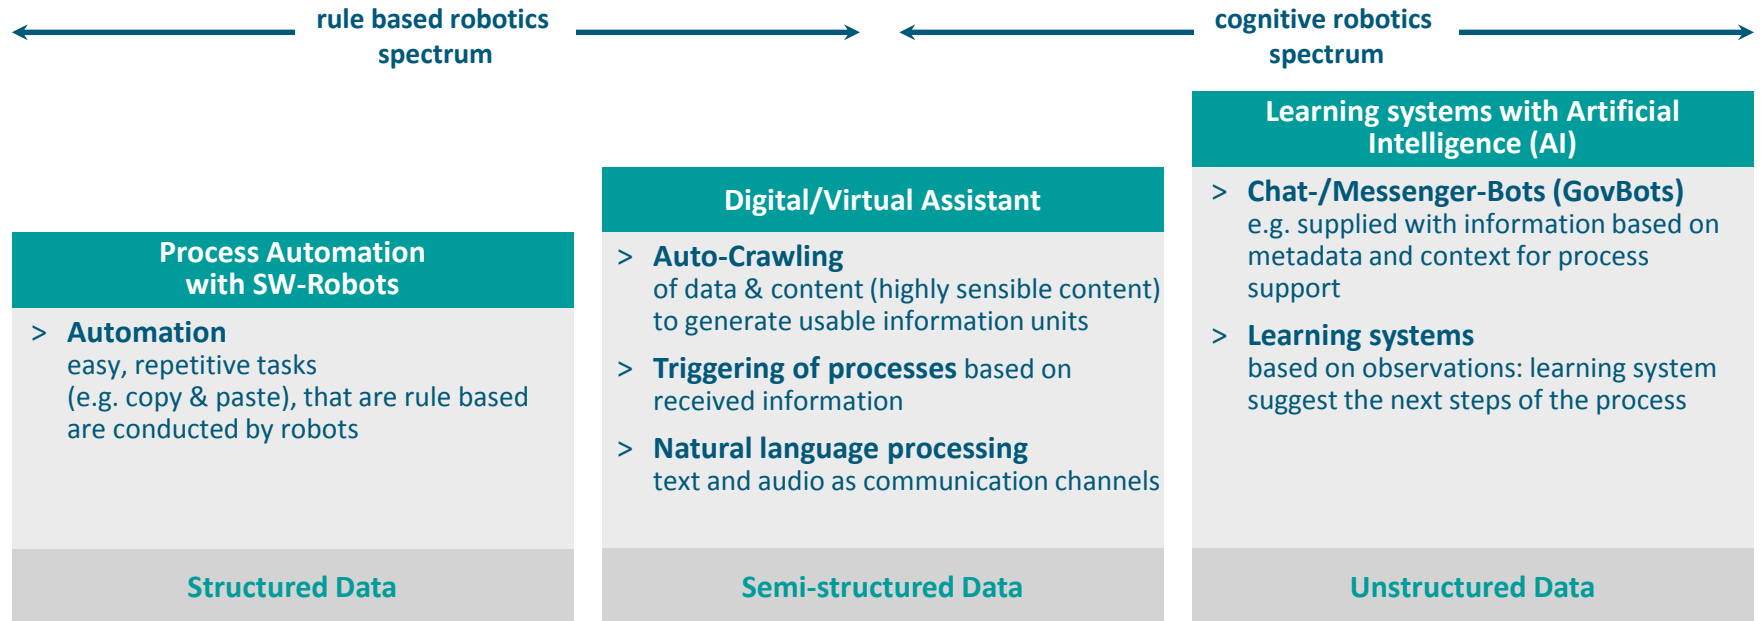 rule based robotics
spectrum
cognitive robotics
spectrum
Process Automation
with SW-Robots
> Automation
easy, repetitive tasks
(e.g. copy & paste), that are rule based
are conducted by robots
Structured Data
Digital/Virtual Assistant
> Auto-Crawling
of data & content (highly sensible content)
to generate usable information units
> Triggering of processes based on
received information
> Natural language processing
text and audio as communication channels
Semi-structured Data
Learning systems with Artificial
Intelligence (AI)
> Chat-/Messenger-Bots (GovBots)
e.g. supplied with information based on
metadata and context for process
support
> Learning systems
based on observations: learning system
suggest the next steps of the process
Unstructured Data